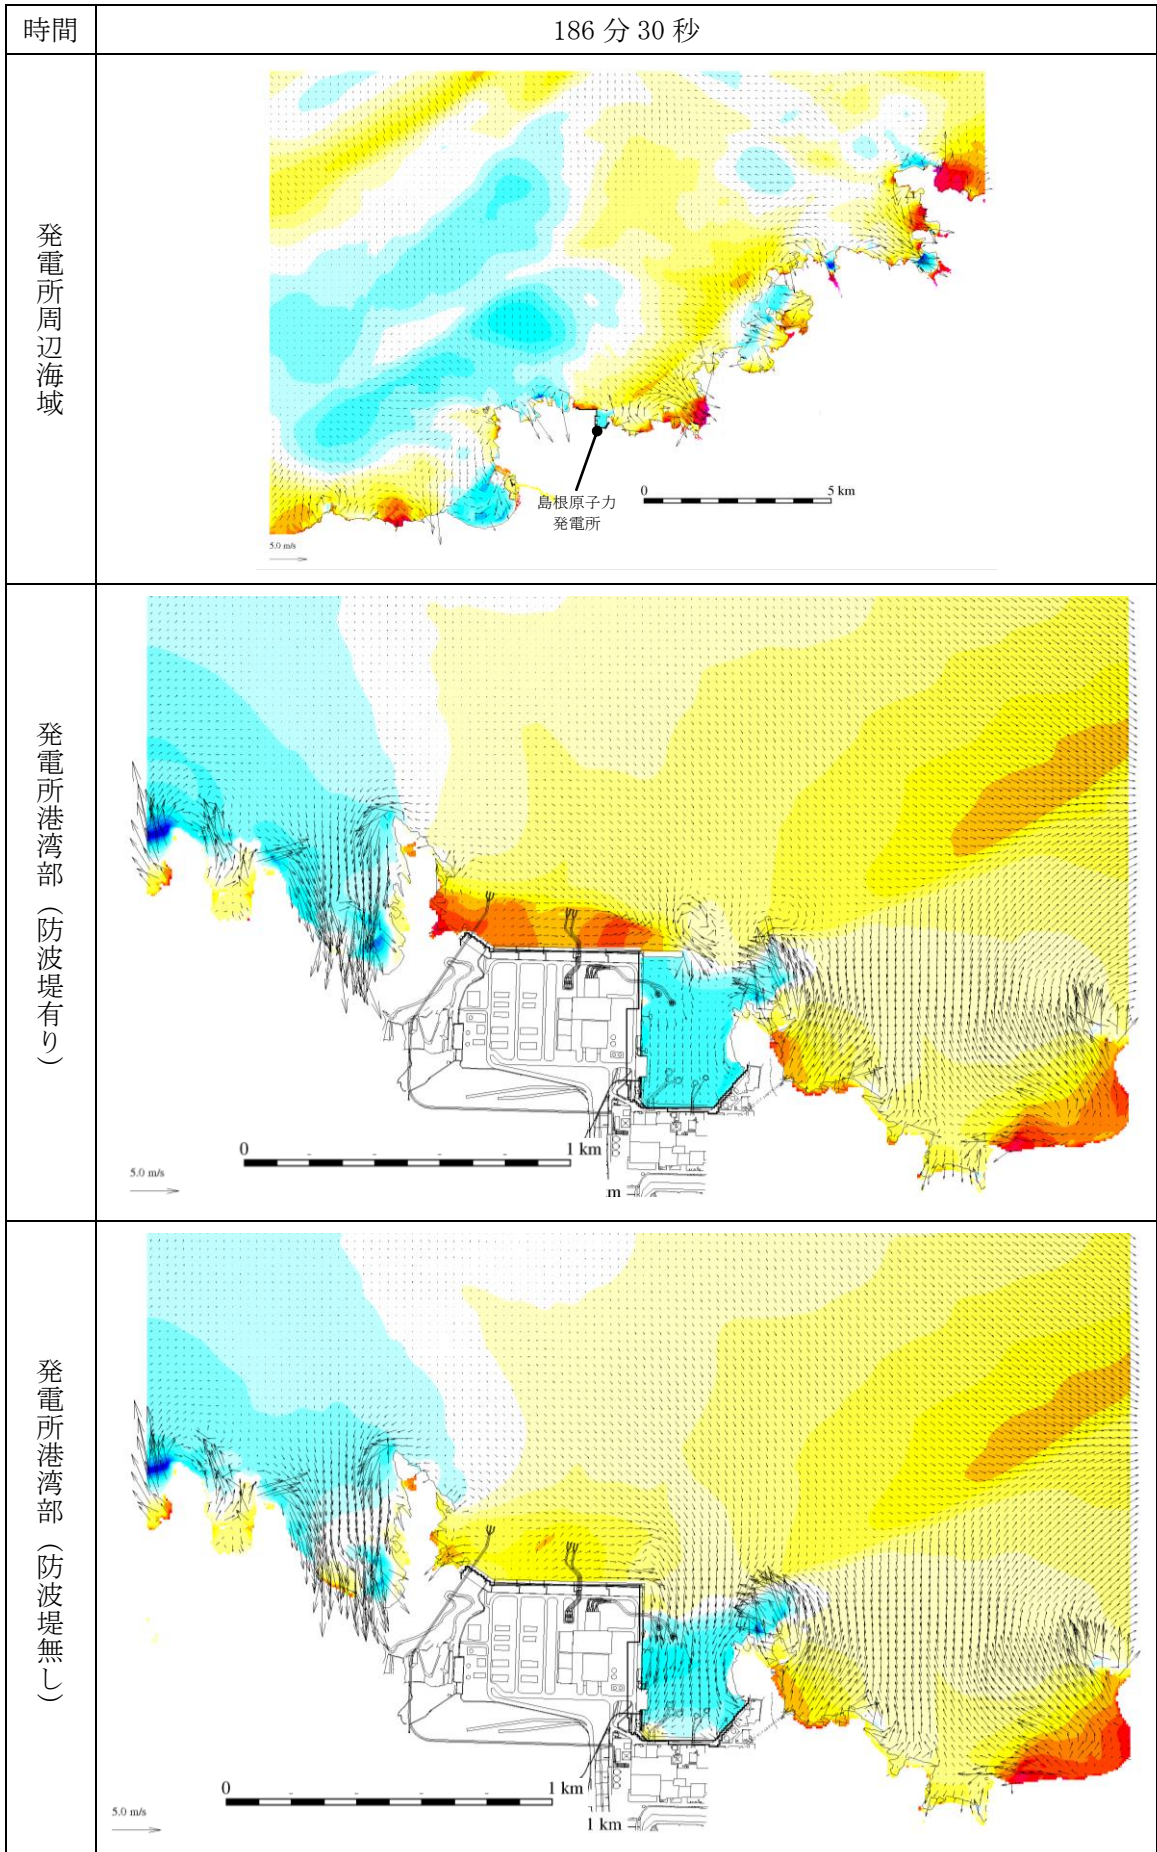 時間
186 分 30 秒
発電所周辺海域
島根原子力
発電所
0
5 km
5.0 m/s
発電所港湾部（防波堤有り）
0
1 km
5.0 m/s
.m
発電所港湾部（防波堤無し）
0
1 km
5.0 m/s
1 km